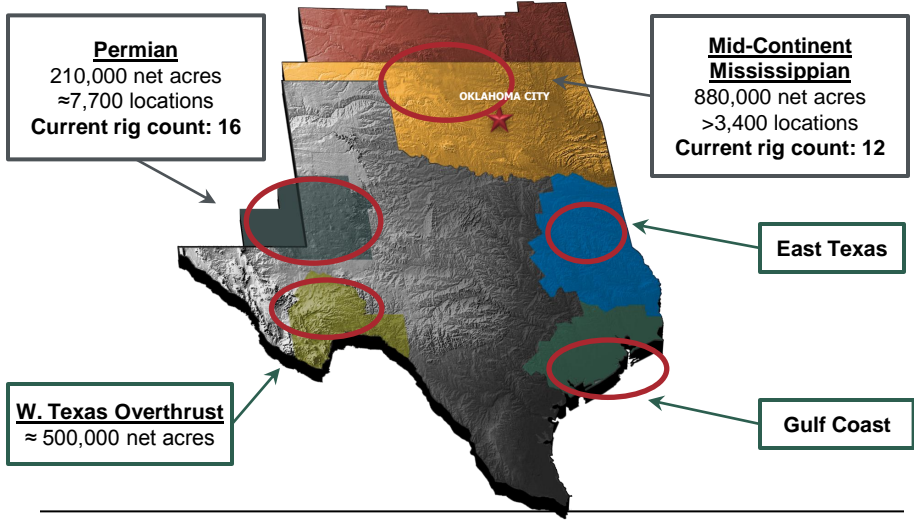 Permian
210,000 net acres
≈7,700 locations
Current rig count: 16
Mid-Continent
Mississippian
880,000 net acres
>3,400 locations
Current rig count: 12
OKLAHOMA CITY
East Texas
W. Texas Overthrust
≈ 500,000 net acres
Gulf Coast